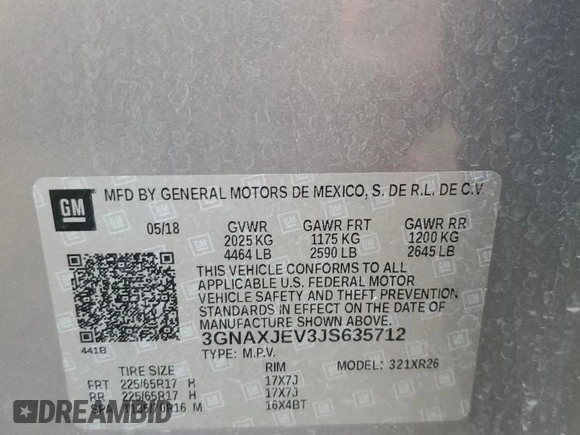 GM
MFD BY GENERAL MOTORS DE MEXICO, S. DE R.L. DE C.V.
05/18 GVWR GAWR FRT GAWR RR
2025 KG 1175 KG 1200 KG
4464 LB 2590 LB 2645 LB
THIS VEHICLE CONFORMS TO ALL
APPLICABLE U.S. FEDERAL MOTOR
VEHICLE SAFETY AND THEFT PREVENTION
STANDARDS IN EFFECT ON THE DATE OF
MANUFACTURE SHOWN ABOVE.
3GNAXJEV3JS635712
441B TYPE: M.P.V. MODEL: 321XR26
TIRE SIZE RIM
FRT 225/65R17 H 17X7J
RR 225/65R17 H 17X7J
SPA T135/70R16 M 16X4BT
DREAMBID